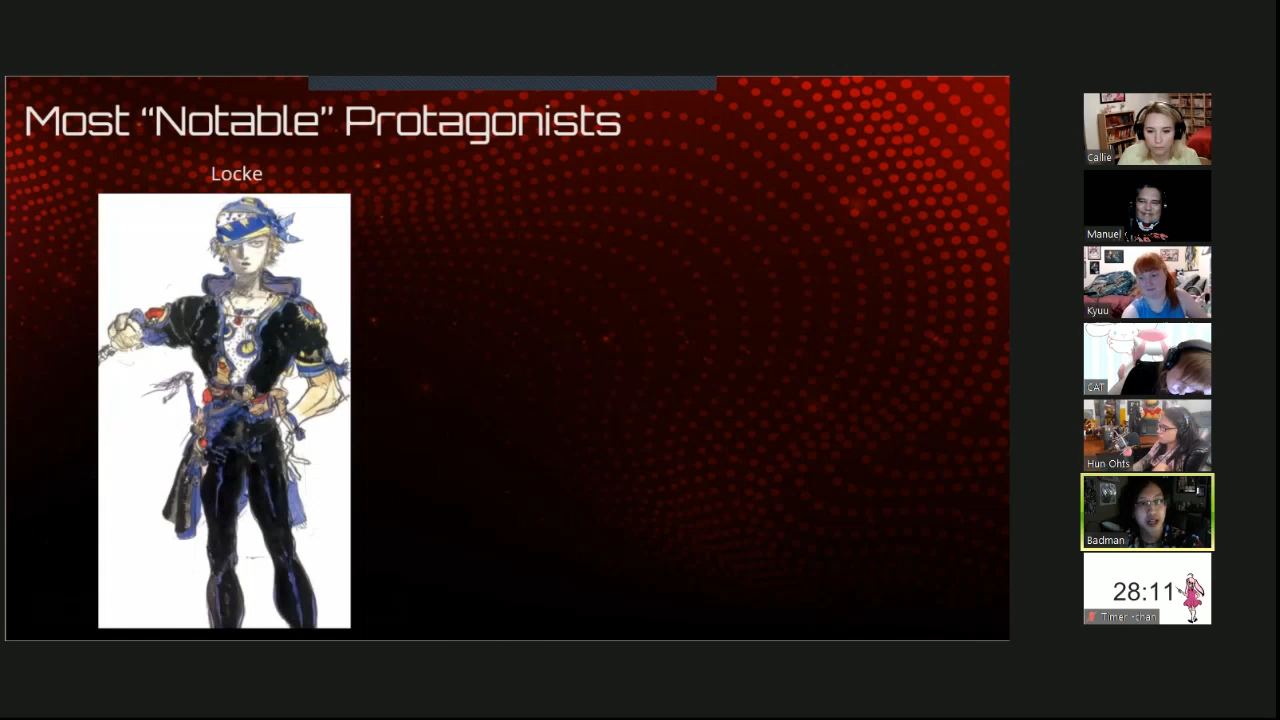 Most “Notable” Protagonists
Locke
Callie
Manuel
Kyuu
CAT
Hun Ohts
Badman
28:11
Timer -chan